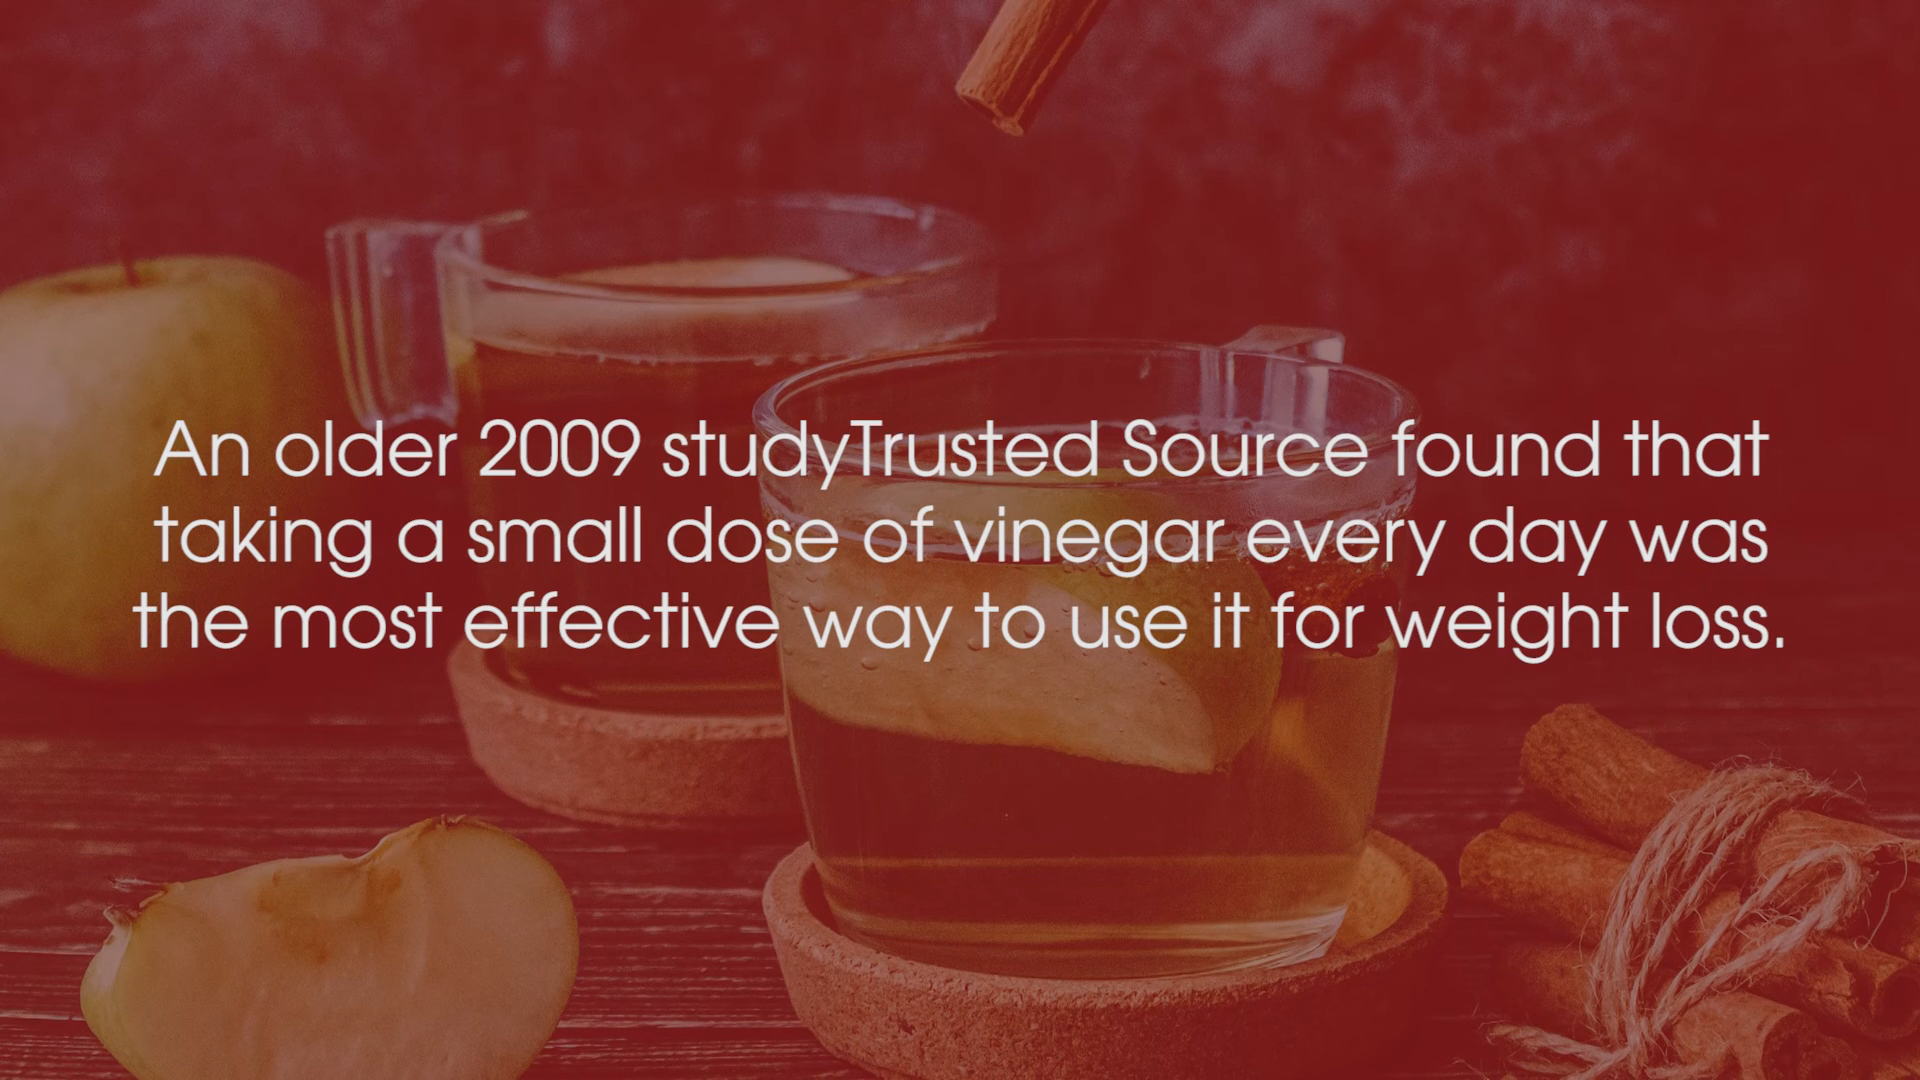 An older 2009 studyTrusted Source found that
taking a small dose of vinegar every day was
the most effective way to use it for weight loss.